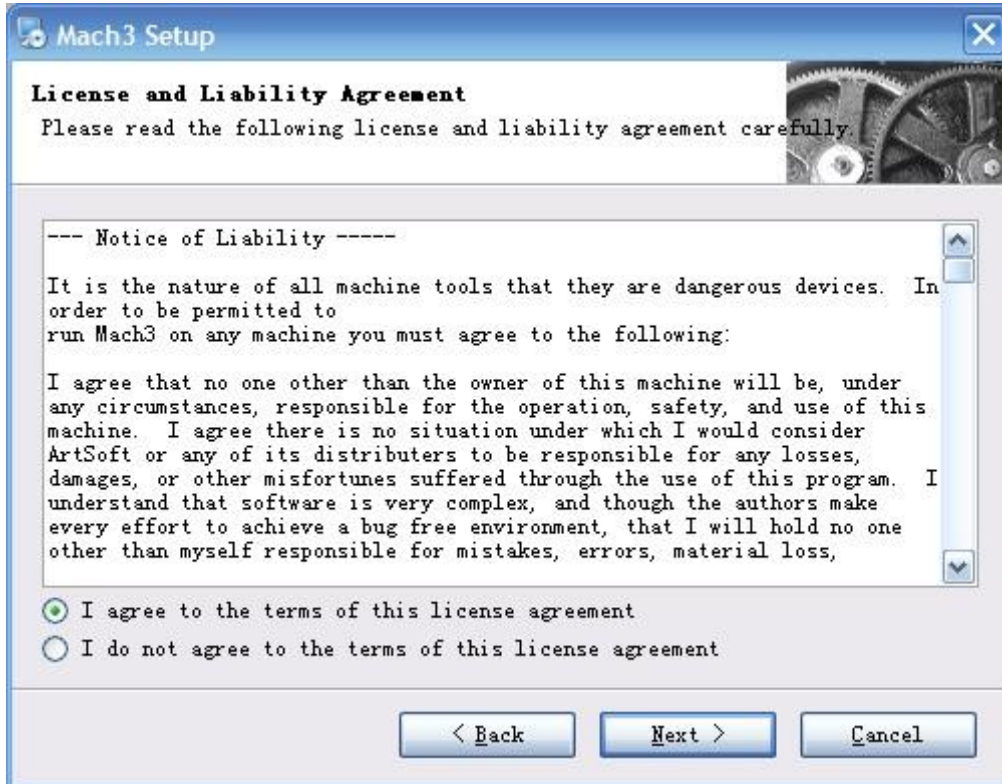 Mach3 Setup
License and Liability Agreement
Please read the following license and liability agreement carefully.
--- Notice of Liability -----
It is the nature of all machine tools that they are dangerous devices.  In
order to be permitted to
run Mach3 on any machine you must agree to the following:
I agree that no one other than the owner of this machine will be, under
any circumstances, responsible for the operation, safety, and use of this
machine.  I agree there is no situation under which I would consider
ArtSoft or any of its distributers to be responsible for any losses,
damages, or other misfortunes suffered through the use of this program.  I
understand that software is very complex, and though the authors make
every effort to achieve a bug free environment, that I will hold no one
other than myself responsible for mistakes, errors, material loss,
I agree to the terms of this license agreement
I do not agree to the terms of this license agreement
< Back
Next >
Cancel